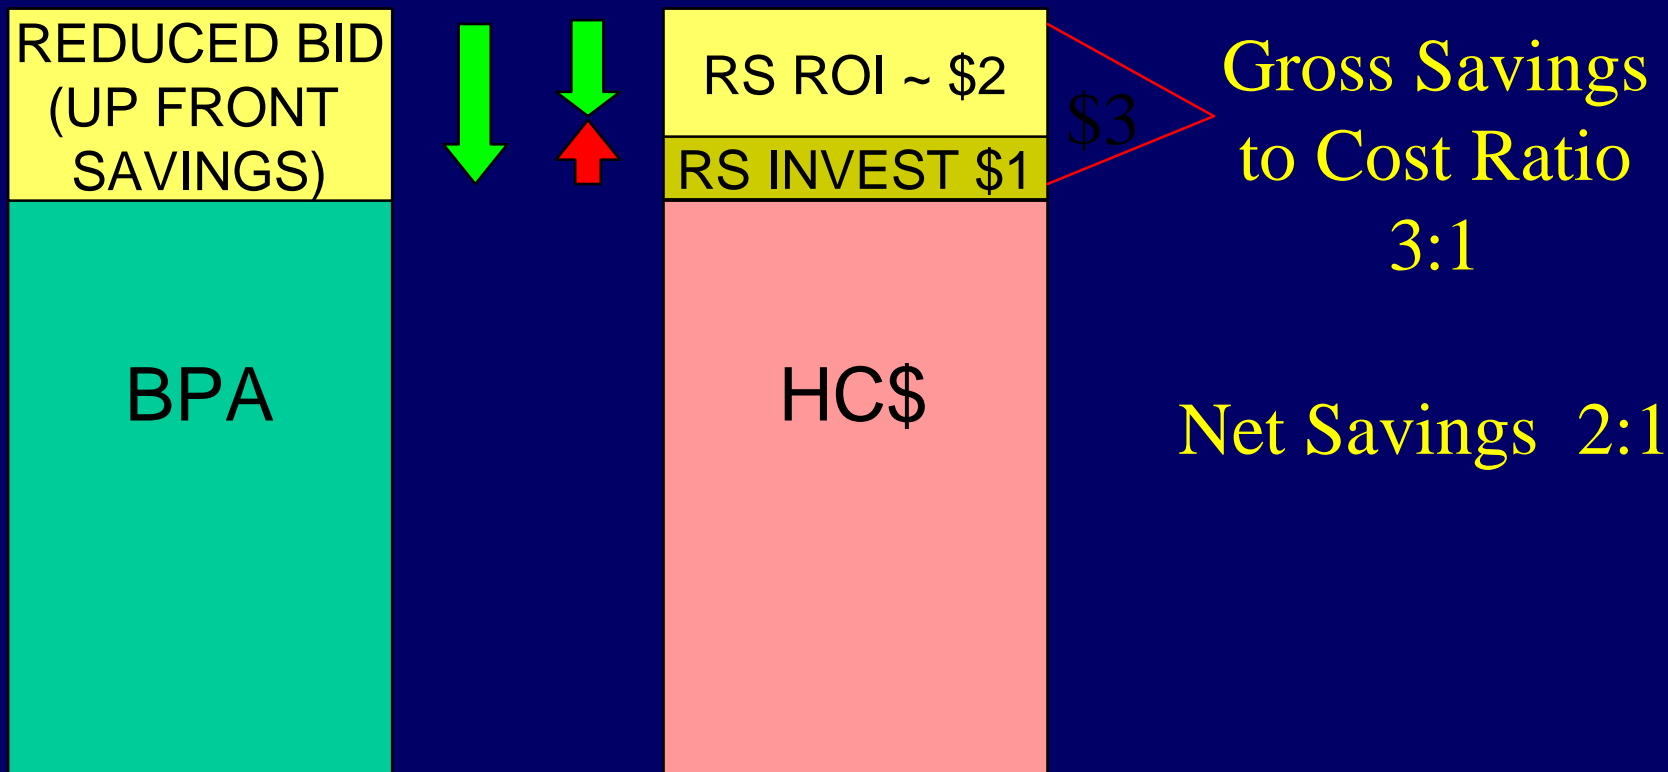 REDUCED BID
(UP FRONT
SAVINGS)
BPA
RS ROI ~ $2
RS INVEST $1
HC$
$3
Gross Savings
to Cost Ratio
3:1
Net Savings 2:1